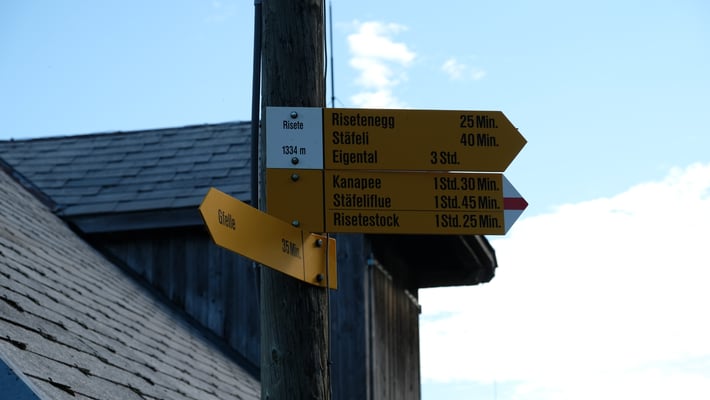 Risete
1334 m
Risetenegg 25 Min.
Stäfeli 40 Min.
Eigental 3 Std.
Kanapee 1 Std. 30 Min.
Stäfeliflue 1 Std. 45 Min.
Risetestock 1 Std. 25 Min.
Gfelle
35 Min.